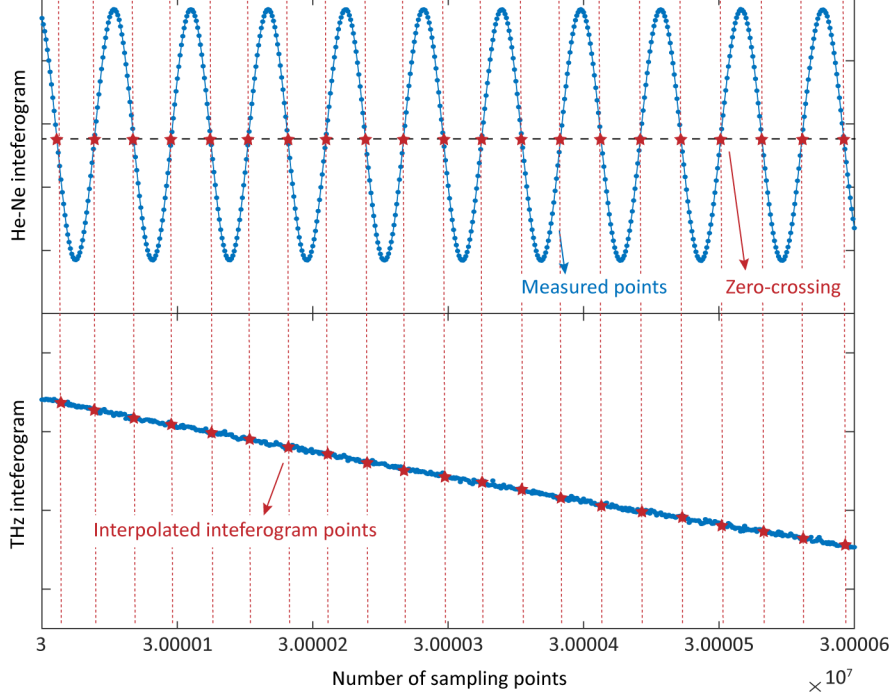 He-Ne inteferogram
Measured points
Zero-crossing
THz inteferogram
Interpolated inteferogram points
3 3.00001 3.00002 3.00003 3.00004 3.00005 3.00006
Number of sampling points
× 10⁷